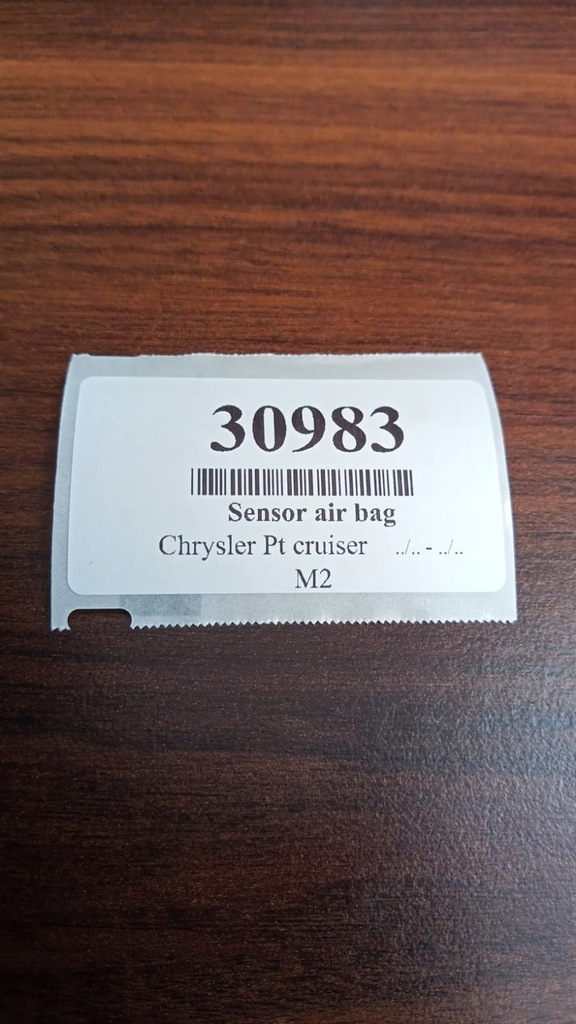 30983
Sensor air bag
Chrysler Pt cruiser ../.. - ../..
M2